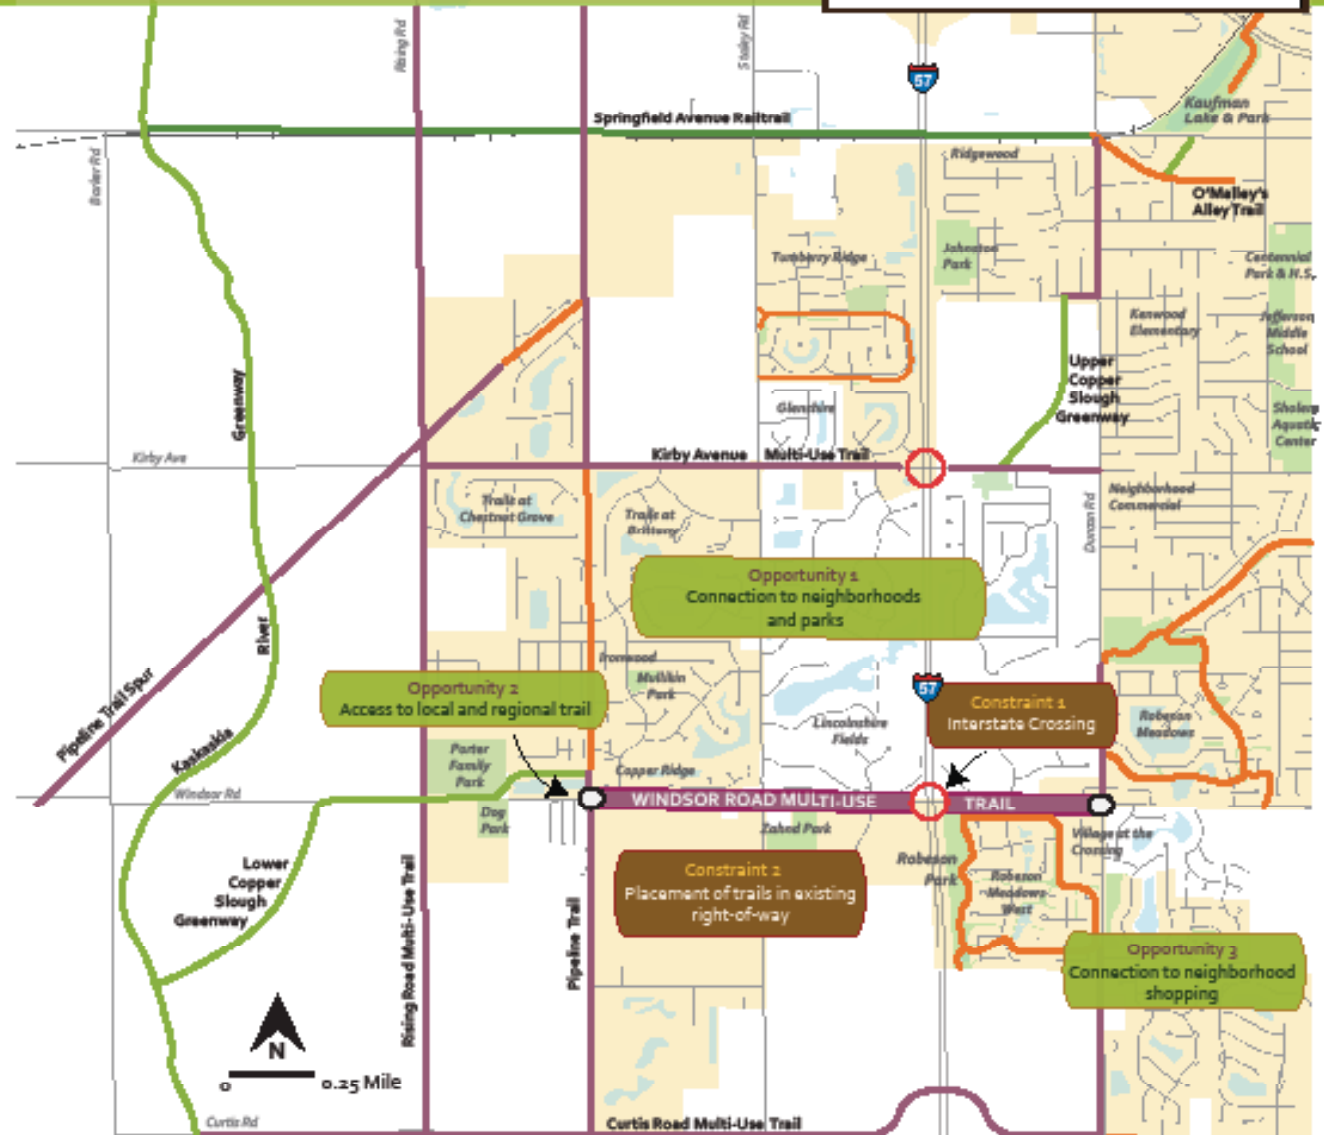 Rising Rd
Staley Rd
57
Kaufman
Lake & Park
Springfield Avenue Railtrail
Barker Rd
Ridgewood
O'Malley's
Alley Trail
Turnberry Ridge
Johnston
Park
Centennial
Park & H.S.
Kenwood
Elementary
Jefferson
Middle
School
Upper
Copper
Slough
Greenway
Greenway
Glenshire
Sholem
Aquatic
Center
Kirby Ave
Kirby Avenue Multi-Use Trail
Trails at
Chestnut Grove
Trails at
Brittany
Duncan Rd
Neighborhood
Commercial
Opportunity 1
Connection to neighborhoods
and parks
River
Ironwood
Mullikin
Park
Pipeline Trail Spur
Opportunity 2
Access to local and regional trail
57
Constraint 1
Interstate Crossing
Lincolnshire
Fields
Robeson
Meadows
Kaskaskia
Porter
Family
Park
Copper Ridge
Windsor Rd
WINDSOR ROAD MULTI-USE TRAIL
Dog
Park
Zahnd Park
Village at the
Crossing
Lower
Copper
Slough
Greenway
Constraint 2
Placement of trails in existing
right-of-way
Robeson
Park
Robeson
Meadows
West
Rising Road Multi-Use Trail
Pipeline Trail
Opportunity 3
Connection to neighborhood
shopping
N
0 0.25 Mile
Curtis Rd
Curtis Road Multi-Use Trail